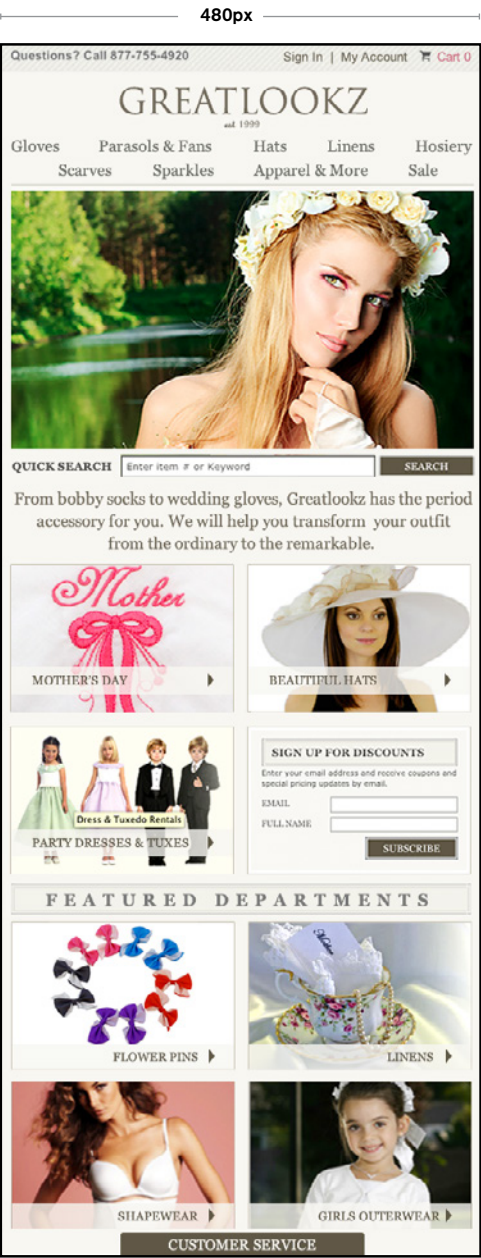 480px
Questions? Call 877-755-4920 Sign In | My Account Cart 0
GREATLOOKZ
est 1999
Gloves Parasols & Fans Hats Linens Hosiery
Scarves Sparkles Apparel & More Sale
QUICK SEARCH Enter item # or Keyword SEARCH
From bobby socks to wedding gloves, Greatlookz has the period
accessory for you. We will help you transform your outfit
from the ordinary to the remarkable.
Mother
MOTHER'S DAY BEAUTIFUL HATS
Dress & Tuxedo Rentals
PARTY DRESSES & TUXES
SIGN UP FOR DISCOUNTS
Enter your email address and receive coupons and
special pricing updates by email.
EMAIL
FULL NAME
SUBSCRIBE
FEATURED DEPARTMENTS
Mother
FLOWER PINS LINENS
SHAPEWEAR GIRLS OUTERWEAR
CUSTOMER SERVICE